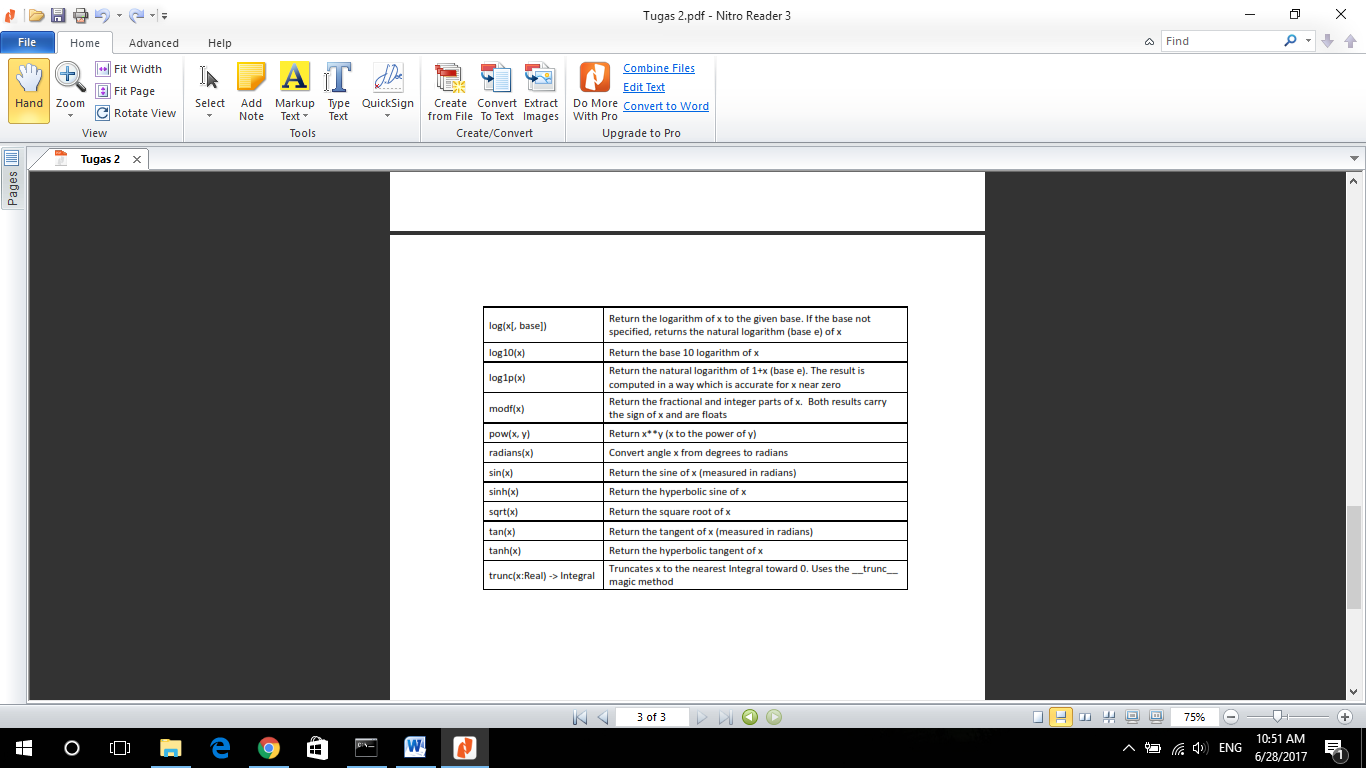 Tugas 2.pdf - Nitro Reader 3
File Home Advanced Help
Find
Hand
Zoom
Fit Width
Fit Page
Rotate View
View
Select
Add Note
Markup Text
Type Text
QuickSign
Tools
Create from File
Convert To Text
Extract Images
Create/Convert
Do More With Pro
Combine Files
Edit Text
Convert to Word
Upgrade to Pro
Tugas 2
Pages
log(x[, base])
Return the logarithm of x to the given base. If the base not
specified, returns the natural logarithm (base e) of x
log10(x)
Return the base 10 logarithm of x
log1p(x)
Return the natural logarithm of 1+x (base e). The result is
computed in a way which is accurate for x near zero
modf(x)
Return the fractional and integer parts of x.  Both results carry
the sign of x and are floats
pow(x, y)
Return x**y (x to the power of y)
radians(x)
Convert angle x from degrees to radians
sin(x)
Return the sine of x (measured in radians)
sinh(x)
Return the hyperbolic sine of x
sqrt(x)
Return the square root of x
tan(x)
Return the tangent of x (measured in radians)
tanh(x)
Return the hyperbolic tangent of x
trunc(x:Real) -> Integral
Truncates x to the nearest Integral toward 0. Uses the __trunc__
magic method
3 of 3
75%
ENG
10:51 AM
6/28/2017
1